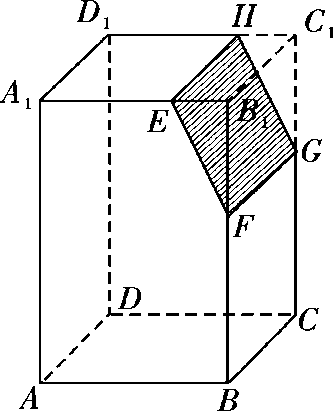 D₁ H C₁
A₁ E B₁
G
F
D C
A B